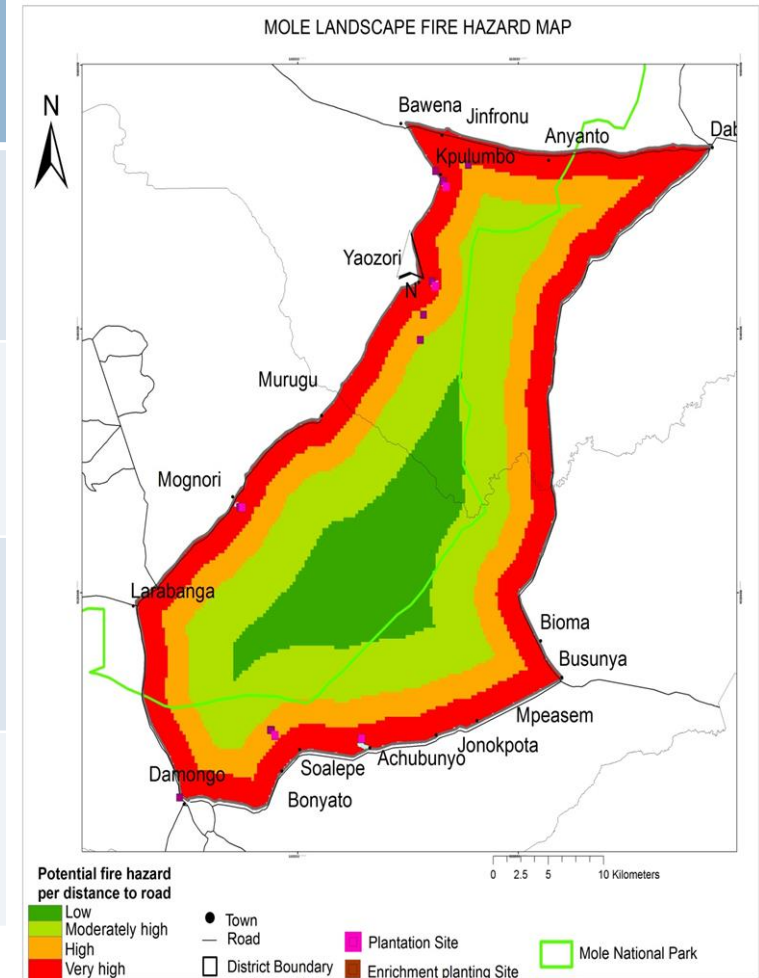 MOLE LANDSCAPE FIRE HAZARD MAP
N
Bawena
Jinfronu
Anyanto
Dab
Kpulumbo
Yaozori
N
Murugu
Mognori
Larabanga
Bioma
Busunya
Mpeasem
Jonokpota
Achubunyo
Soalepe
Damongo
Bonyato
0 2.5 5 10 Kilometers
Potential fire hazard
per distance to road
Low
Moderately high
High
Very high
Town
Road
District Boundary
Plantation Site
Enrichment planting Site
Mole National Park